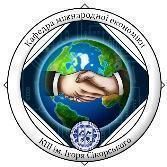 Кафедра міжнародної економіки
КПІ ім. Ігоря Сікорського